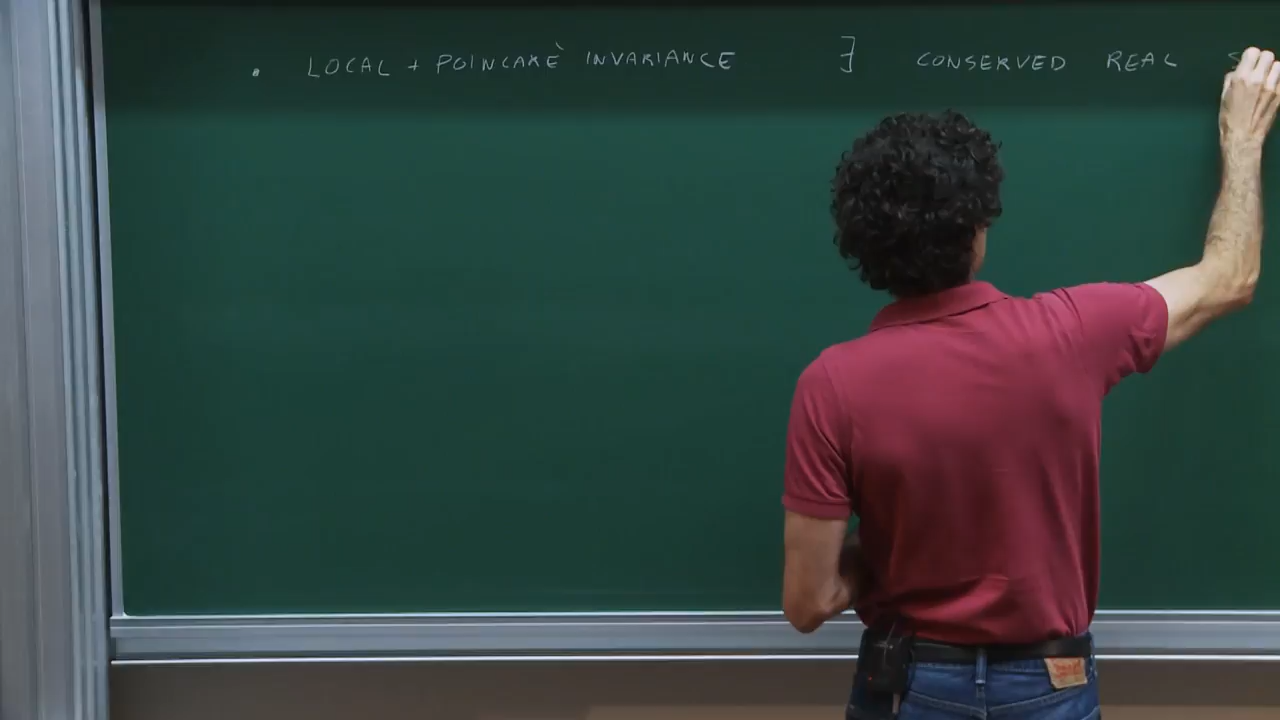 • LOCAL + POINCARÈ INVARIANCE ∃ CONSERVED REAL